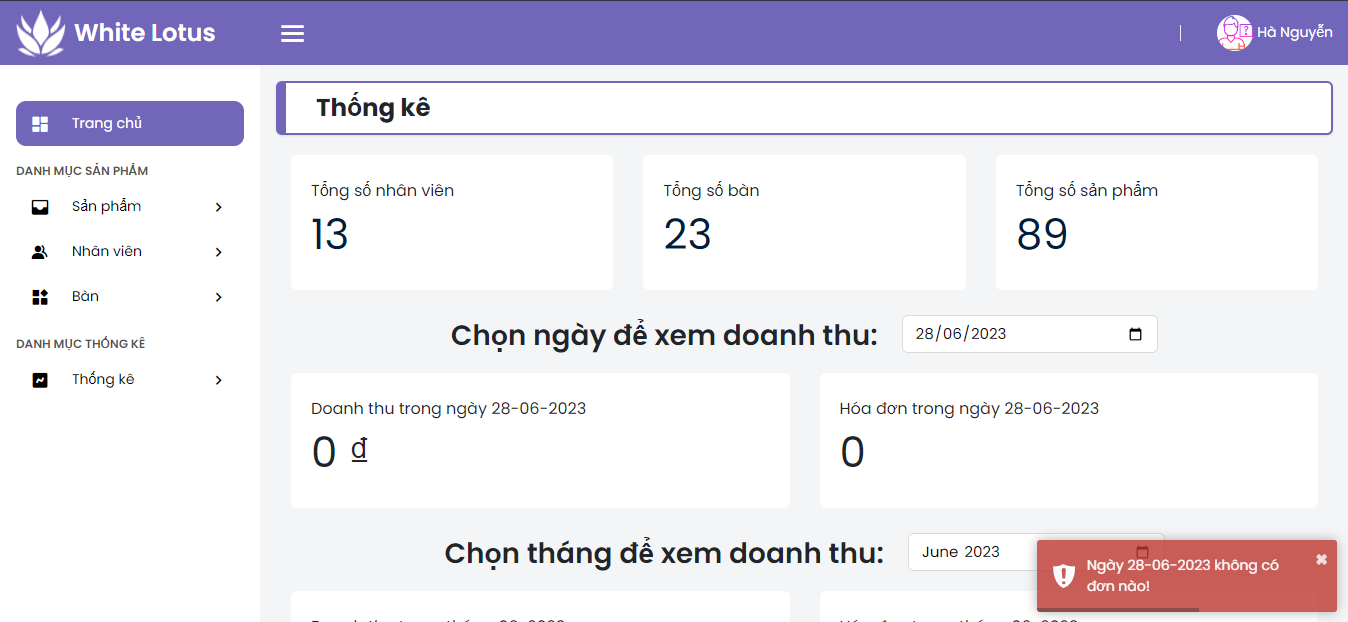 White Lotus
Hà Nguyễn
Trang chủ
DANH MỤC SẢN PHẨM
Sản phẩm
Nhân viên
Bàn
DANH MỤC THỐNG KÊ
Thống kê
Thống kê
Tổng số nhân viên
13
Tổng số bàn
23
Tổng số sản phẩm
89
Chọn ngày để xem doanh thu:
28/06/2023
Doanh thu trong ngày 28-06-2023
0 đ
Hóa đơn trong ngày 28-06-2023
0
Chọn tháng để xem doanh thu:
June 2023
Ngày 28-06-2023 không có
đơn nào!